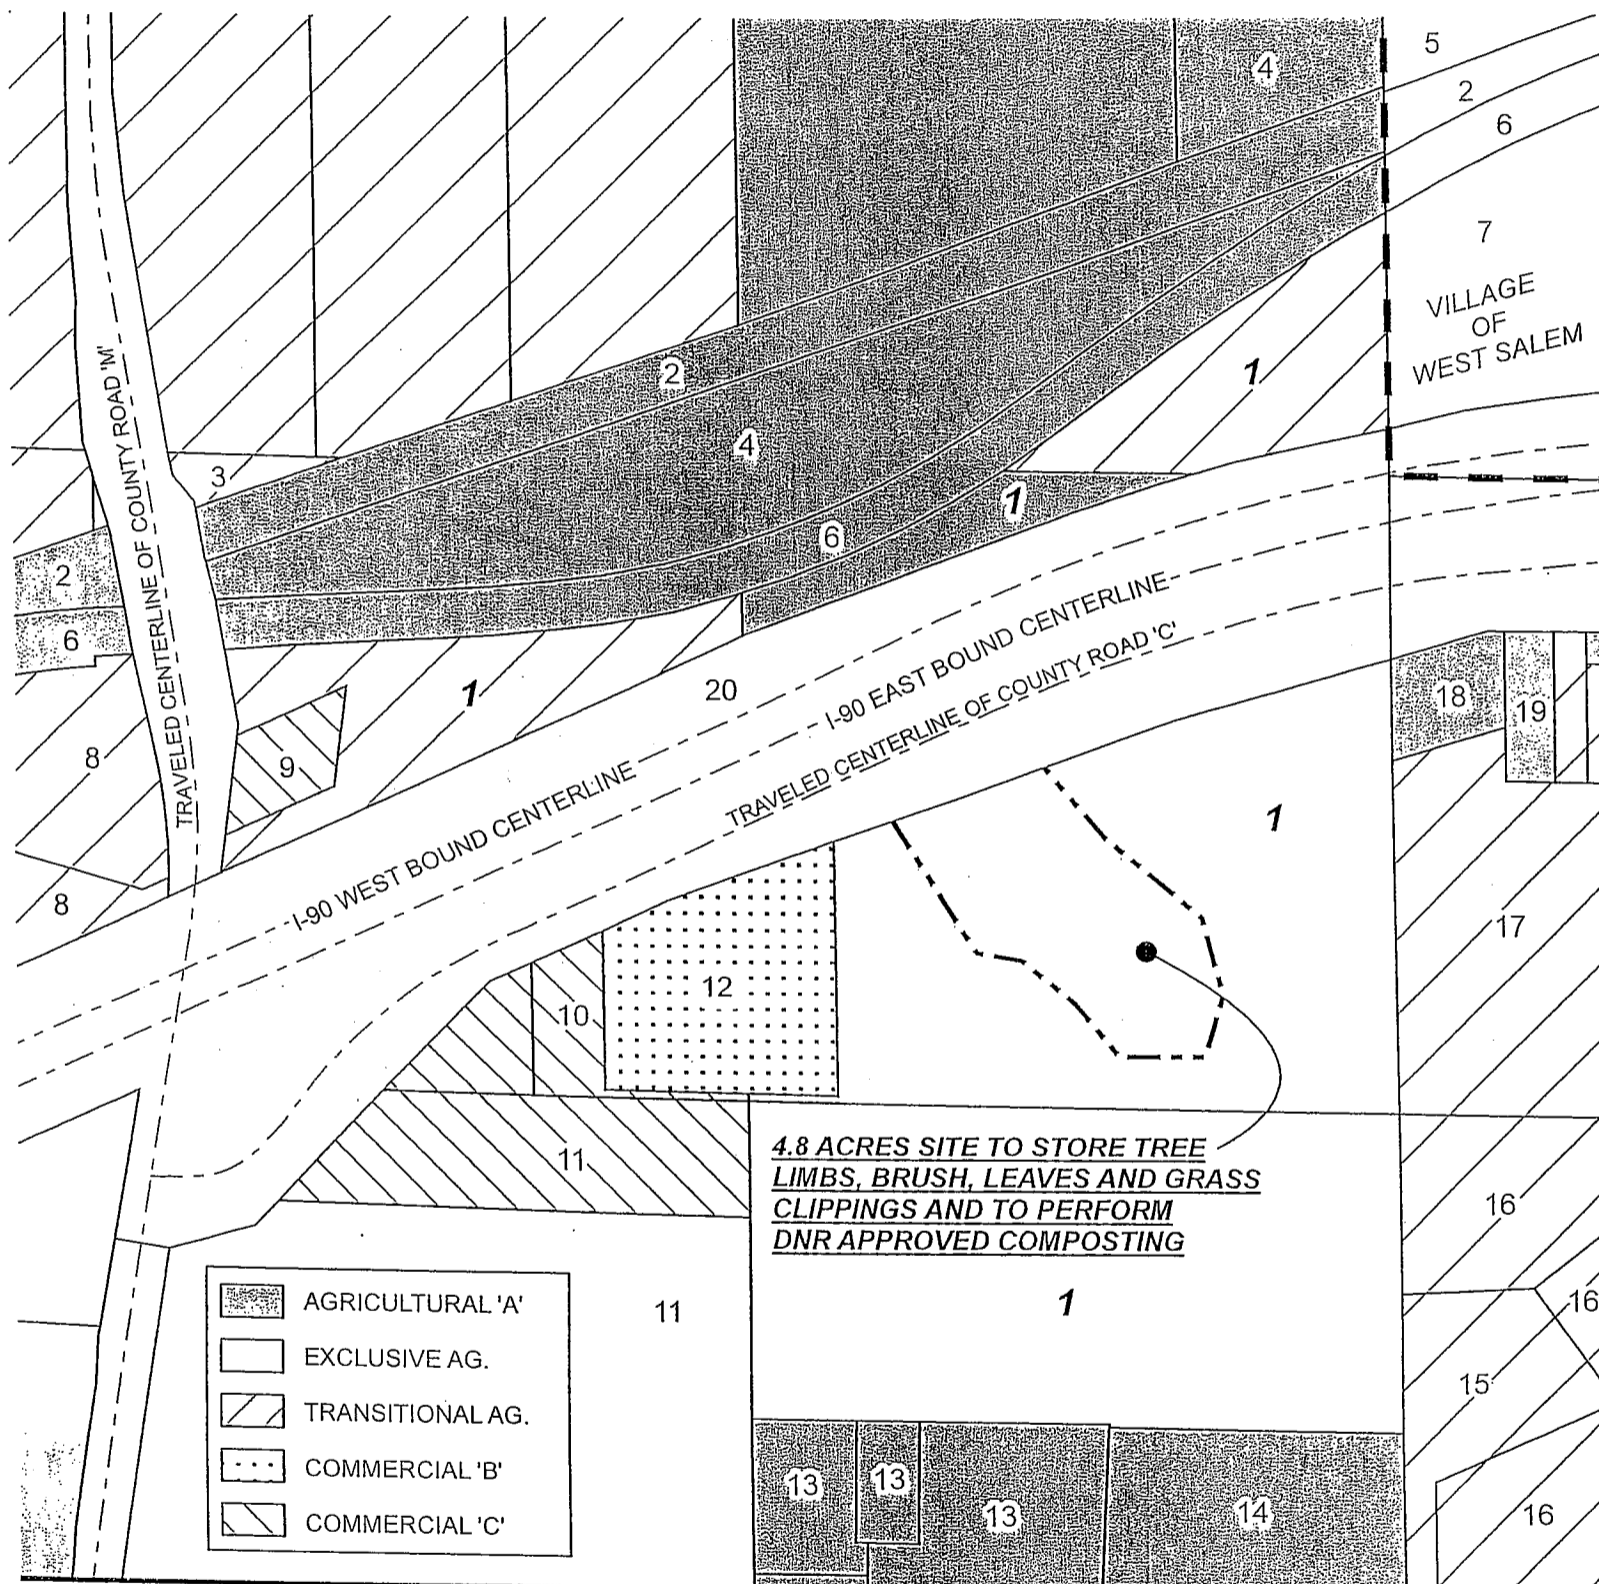 5
4
2
6
7
VILLAGE
OF
WEST SALEM
1
2
4
3
1
6
2
6
TRAVELED CENTERLINE OF COUNTY ROAD 'M'
1
20
I-90 EAST BOUND CENTERLINE
TRAVELED CENTERLINE OF COUNTY ROAD 'C'
18
19
8
9
I-90 WEST BOUND CENTERLINE
1
8
17
12
10
11
4.8 ACRES SITE TO STORE TREE
LIMBS, BRUSH, LEAVES AND GRASS
CLIPPINGS AND TO PERFORM
DNR APPROVED COMPOSTING
16
16
1
11
15
AGRICULTURAL 'A'
EXCLUSIVE AG.
TRANSITIONAL AG.
COMMERCIAL 'B'
COMMERCIAL 'C'
13
13
13
14
16